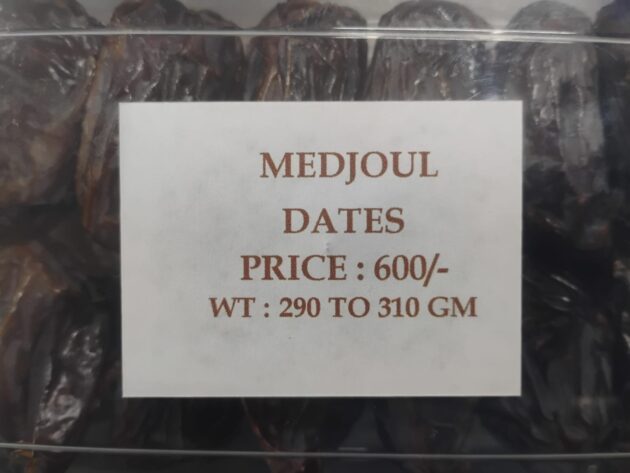 MEDJOUL
DATES
PRICE : 600/-
WT : 290 TO 310 GM